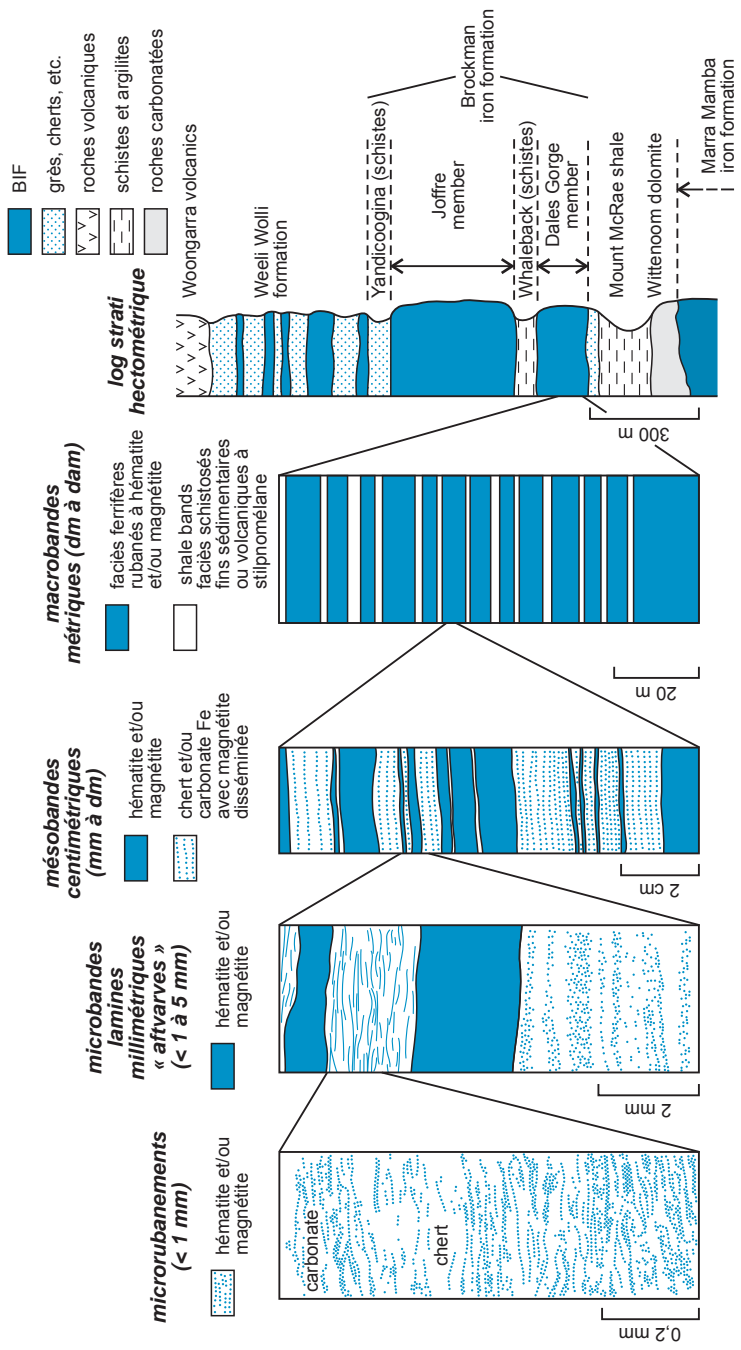 microrubanements
(< 1 mm)
hématite et/ou
magnétite
carbonate
chert
0,2 mm
microbandes
lamines
millimétriques
« aftvarves »
(< 1 à 5 mm)
hématite et/ou
magnétite
2 mm
mésobandes
centimétriques
(mm à dm)
hématite et/ou
magnétite
chert et/ou
carbonate Fe
avec magnétite
disséminée
2 cm
macrobandes
métriques (dm à dam)
faciès ferrifères
rubanés à hématite
et/ou magnétite
shale bands
faciès schistosés
fins sédimentaires
ou volcaniques à
stilpnomélane
20 m
log strati
hectométrique
300 m
BIF
grès, cherts, etc.
roches volcaniques
schistes et argilites
roches carbonatées
Woongarra volcanics
Weeli Wolli
formation
Yandicoogina (schistes)
Joffre
member
Brockman
iron formation
Whaleback (schistes)
Dales Gorge
member
Mount McRae shale
Wittenoom dolomite
Marra Mamba
iron formation